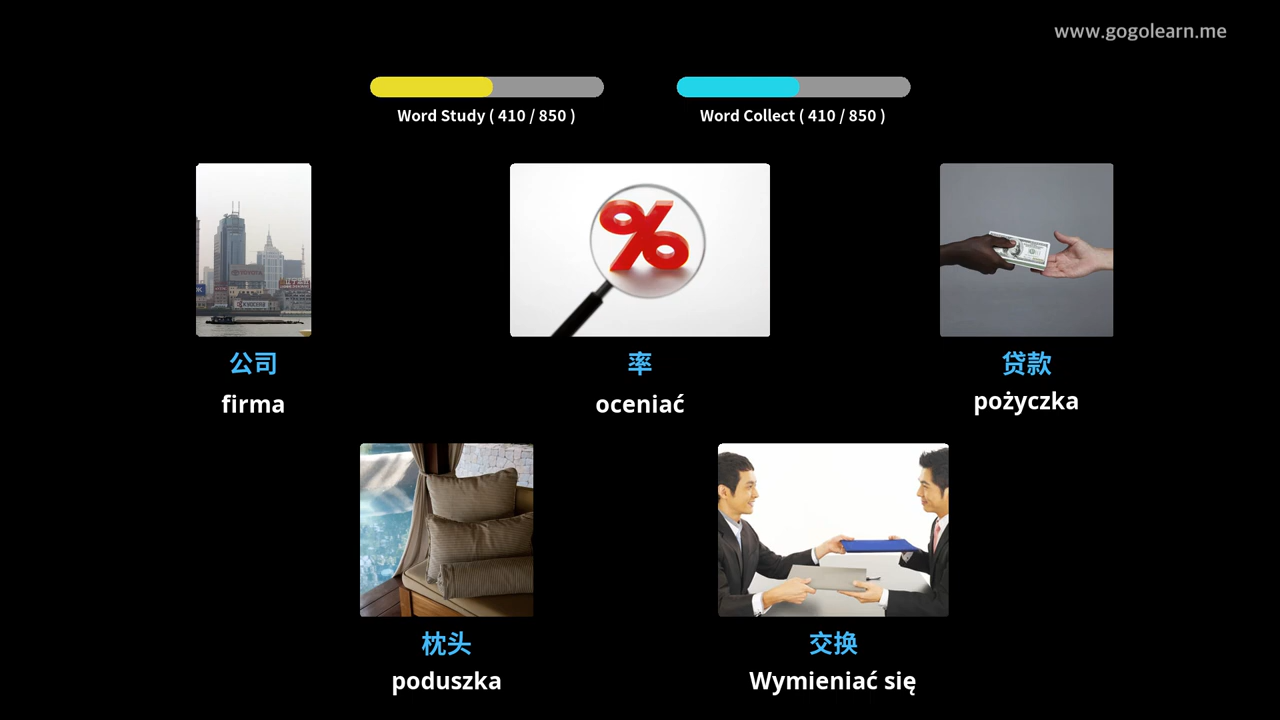 www.gogolearn.me
Word Study ( 410 / 850 )
Word Collect ( 410 / 850 )
TOYOTA
公司
率
贷款
firma
oceniać
pożyczka
枕头
交换
poduszka
Wymieniać się